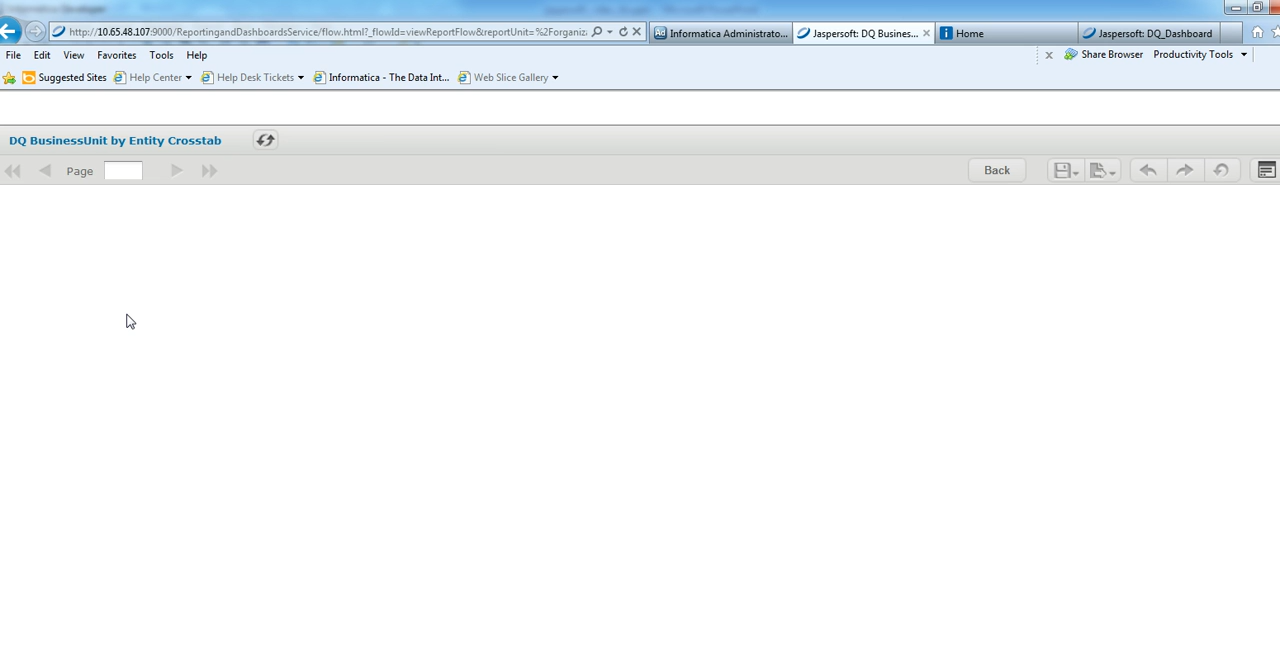 http://10.65.48.107:9000/ReportingandDashboardsService/flow.html?_flowId=viewReportFlow&reportUnit=%2Forganiz
Informatica Administrato...
Jaspersoft: DQ Busines...
Home
Jaspersoft: DQ_Dashboard
File Edit View Favorites Tools Help
x Share Browser Productivity Tools
Suggested Sites Help Center Help Desk Tickets Informatica - The Data Int... Web Slice Gallery
DQ BusinessUnit by Entity Crosstab
Page
Back